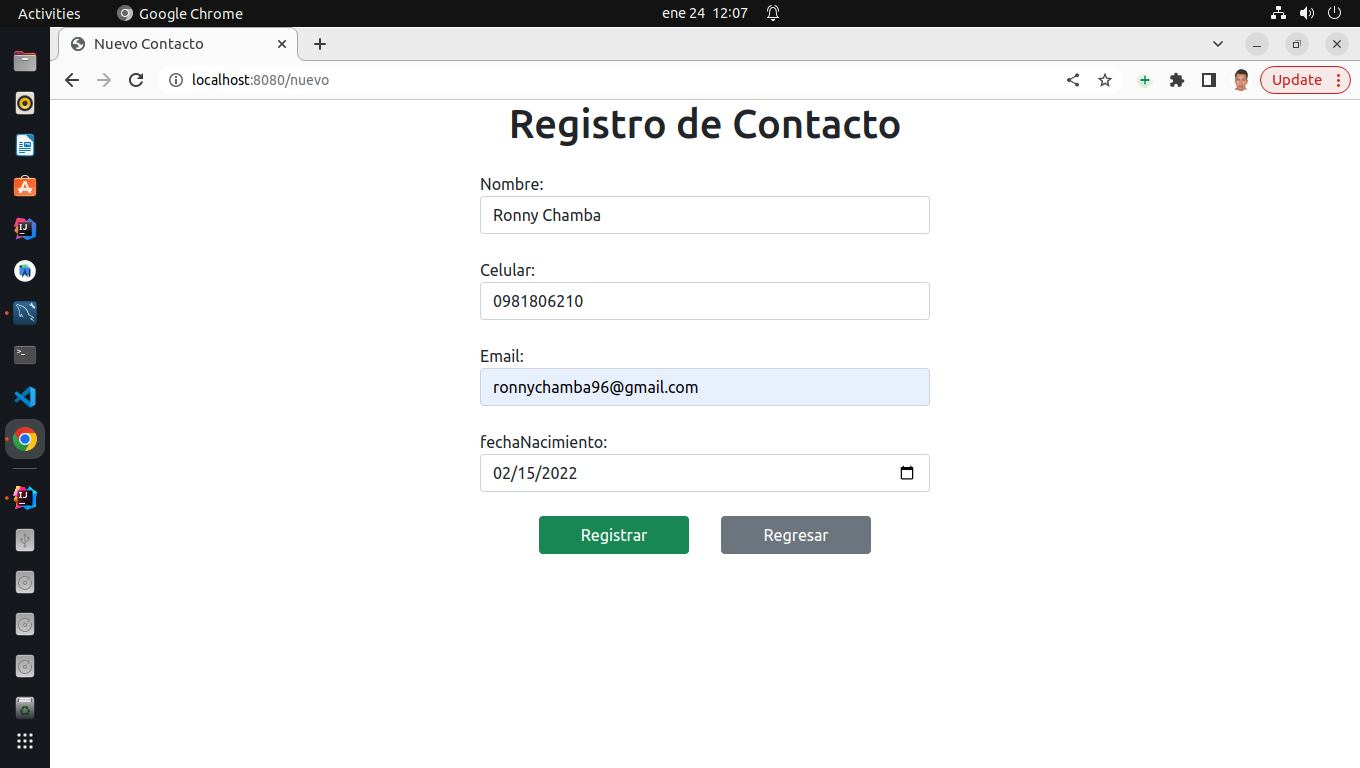 Activities
Google Chrome
ene 24 12:07
Nuevo Contacto
localhost:8080/nuevo
Update
Registro de Contacto
Nombre:
Ronny Chamba
Celular:
0981806210
Email:
ronnychamba96@gmail.com
fechaNacimiento:
02/15/2022
Registrar
Regresar